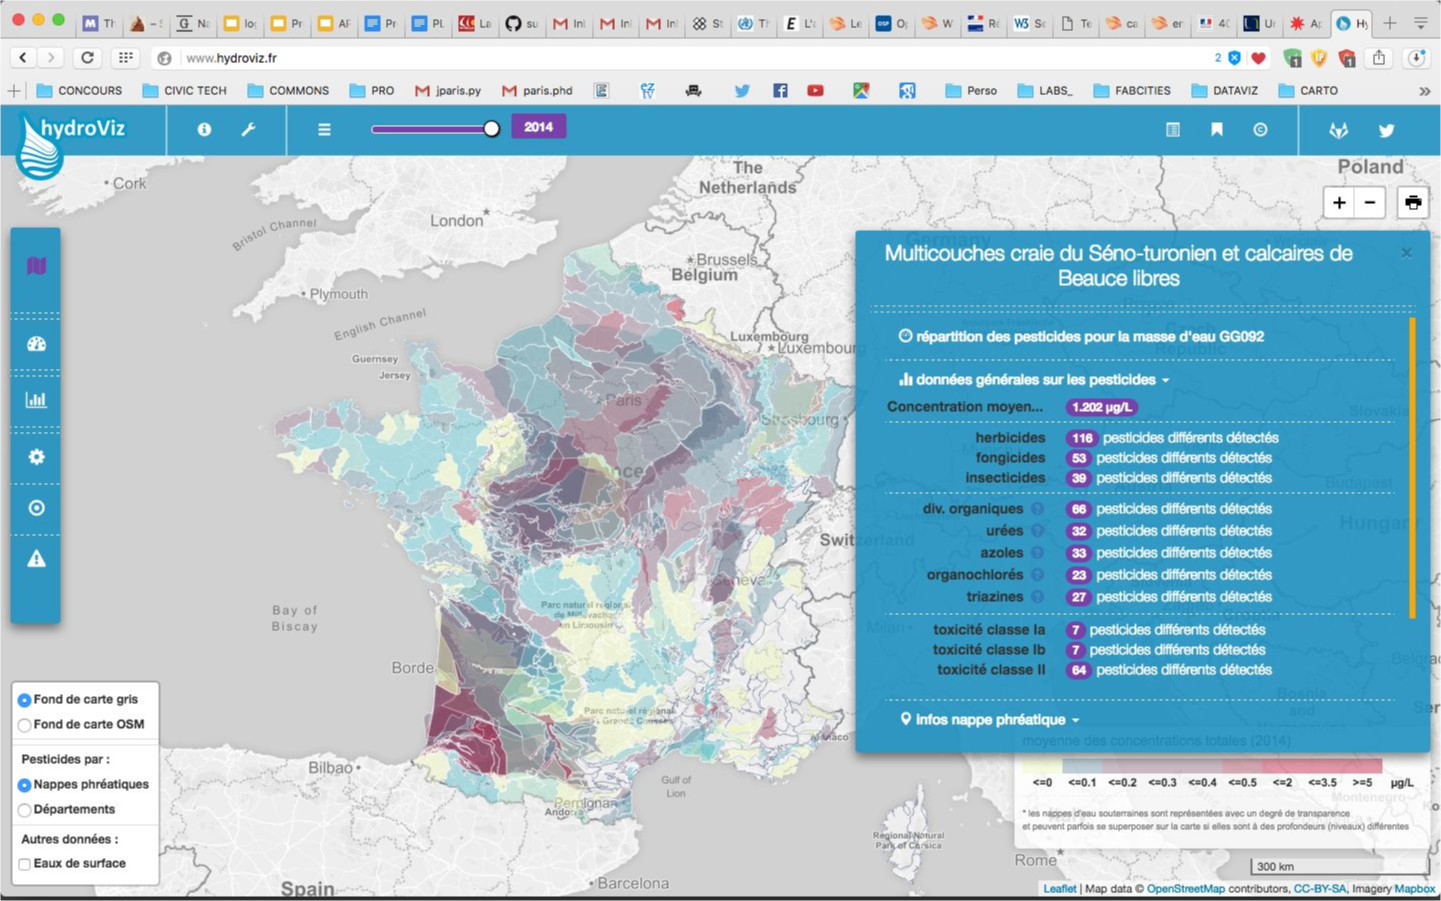 www.hydroviz.fr
2
CONCOURS
CIVIC TECH
COMMONS
PRO
jparis.py
paris.phd
Perso
LABS_
FABCITIES
DATAVIZ
CARTO
hydroViz
2014
Cork
London
Bristol Channel
Plymouth
English Channel
Guernsey
Jersey
The
Netherlands
Poland
Brussels
Belgium
Luxembourg
Luxembourg
Paris
Strasbourg
Switzerland
Geneva
Bay of
Biscay
Borde
Parc naturel régional
de Millevaches
en Limousin
Parc naturel régional
des Grands Causses
Bilbao
Perpignan
Andorra
Gulf of
Lion
Monaco
Milan
Regional Natural
Park of Corsica
Rome
Barcelona
Spain
Multicouches craie du Séno-turonien et calcaires de
Beauce libres
répartition des pesticides pour la masse d'eau GG092
données générales sur les pesticides
Concentration moyen... 1.202 µg/L
herbicides 116 pesticides différents détectés
fongicides 53 pesticides différents détectés
insecticides 39 pesticides différents détectés
div. organiques 66 pesticides différents détectés
urées 32 pesticides différents détectés
azoles 33 pesticides différents détectés
organochlorés 23 pesticides différents détectés
triazines 27 pesticides différents détectés
toxicité classe Ia 7 pesticides différents détectés
toxicité classe Ib 7 pesticides différents détectés
toxicité classe II 64 pesticides différents détectés
infos nappe phréatique
moyenne des concentrations totales (2014)
<=0 <=0.1 <=0.2 <=0.3 <=0.4 <=0.5 <=2 <=3.5 >=5 µg/L
* les nappes d'eau souterraines sont représentées avec un degré de transparence
et peuvent parfois se superposer sur la carte si elles sont à des profondeurs (niveaux) différentes
300 km
Fond de carte gris
Fond de carte OSM
Pesticides par :
Nappes phréatiques
Départements
Autres données :
Eaux de surface
Leaflet | Map data © OpenStreetMap contributors, CC-BY-SA, Imagery Mapbox